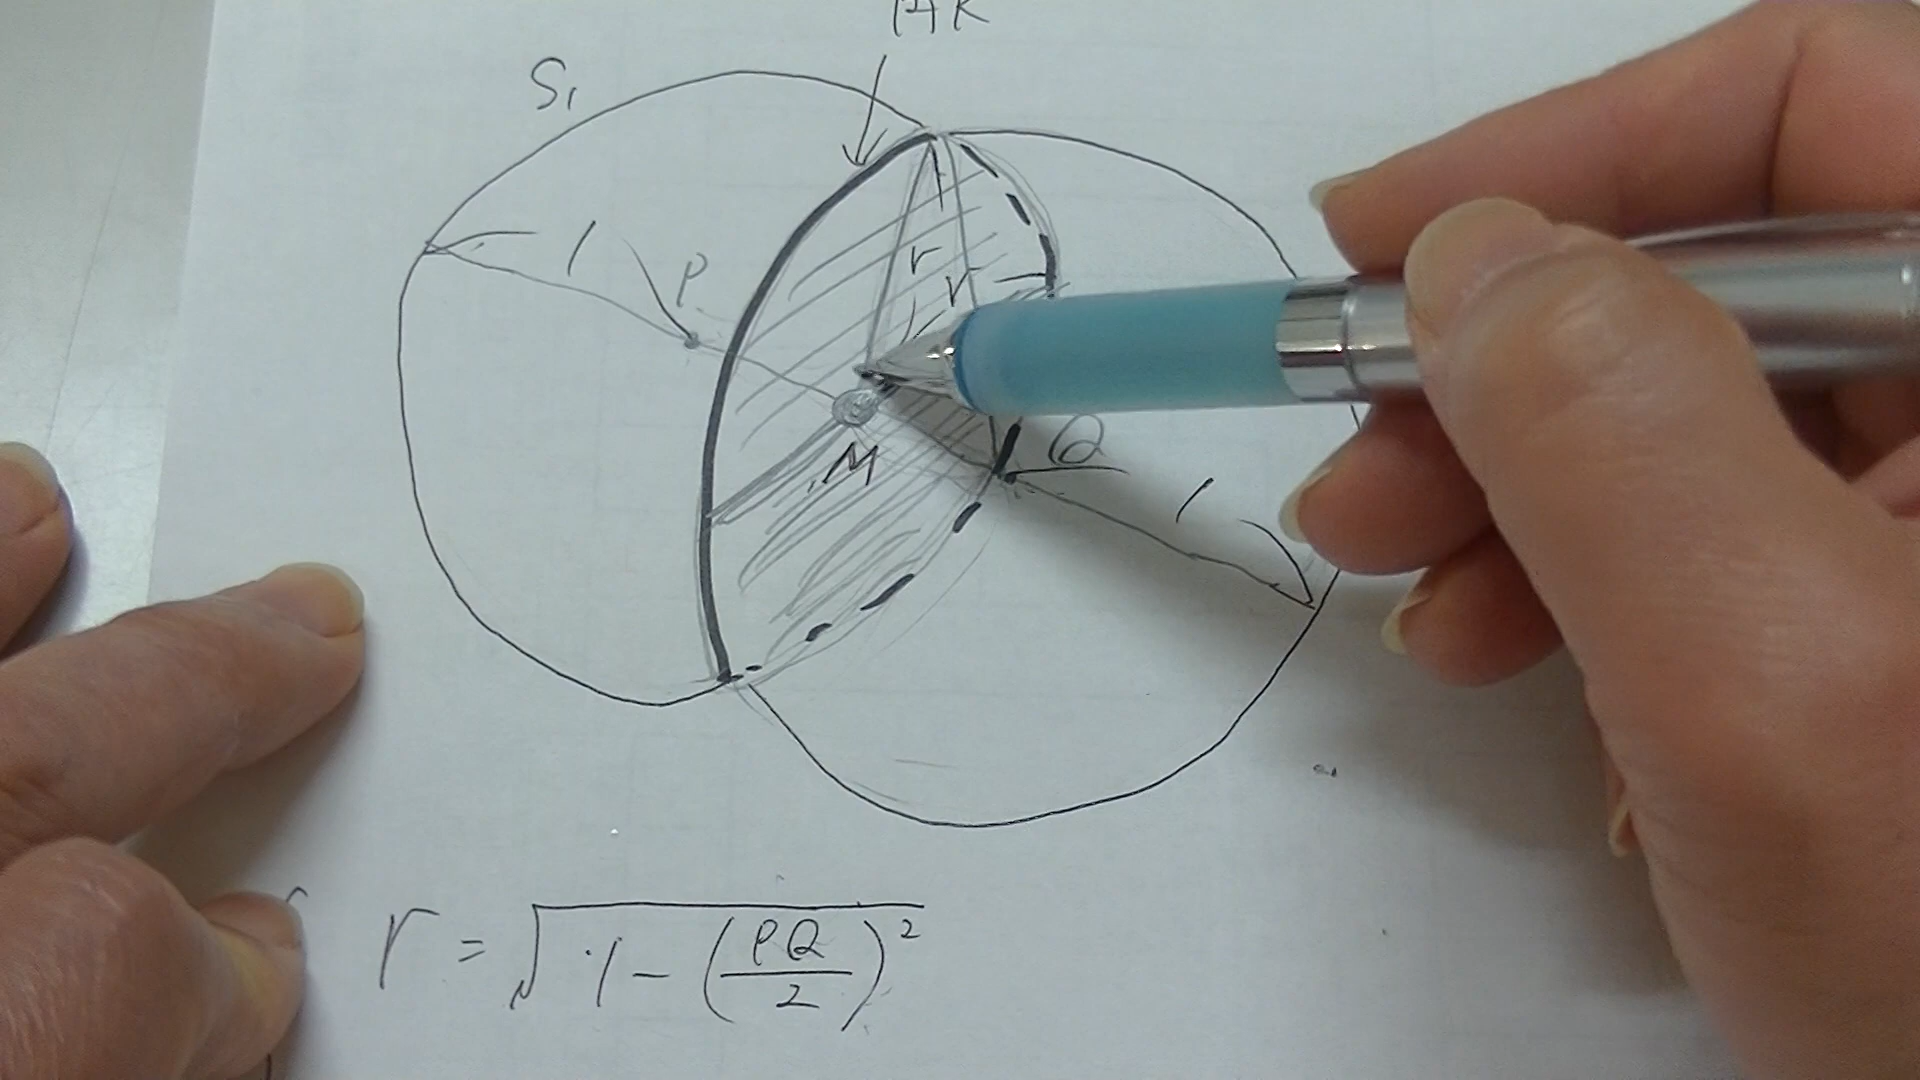 S₁
1
P
r
r
M
Q
1
r = √(1 - (PQ/2)²)